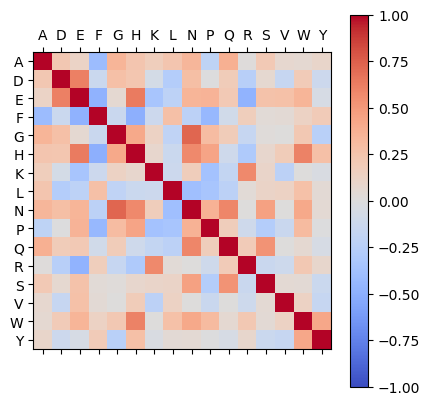 A D E F G H K L N P Q R S V W Y
A
D
E
F
G
H
K
L
N
P
Q
R
S
V
W
Y
1.00
0.75
0.50
0.25
0.00
−0.25
−0.50
−0.75
−1.00